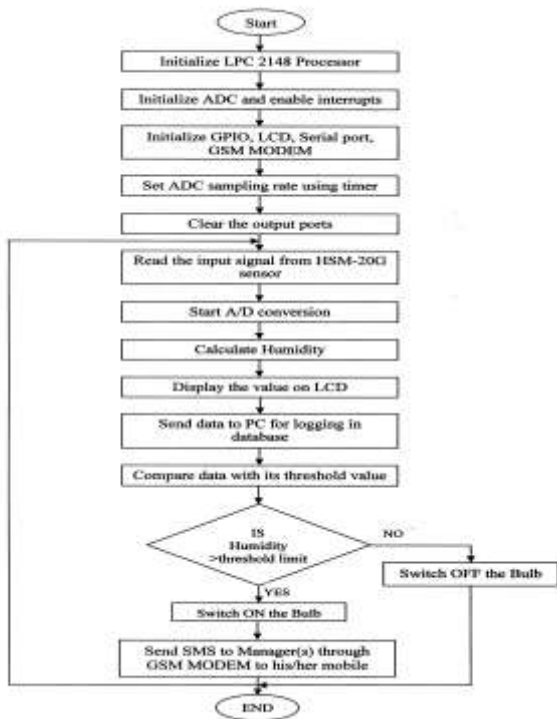 Start
Initialize LPC 2148 Processor
Initialize ADC and enable interrupts
Initialize GPIO, LCD, Serial port,
GSM MODEM
Set ADC sampling rate using timer
Clear the output ports
Read the input signal from HSM-20G
sensor
Start A/D conversion
Calculate Humidity
Display the value on LCD
Send data to PC for logging in
database
Compare data with its threshold value
IS
Humidity
>threshold limit
NO
Switch OFF the Bulb
YES
Switch ON the Bulb
Send SMS to Manager(s) through
GSM MODEM to his/her mobile
END